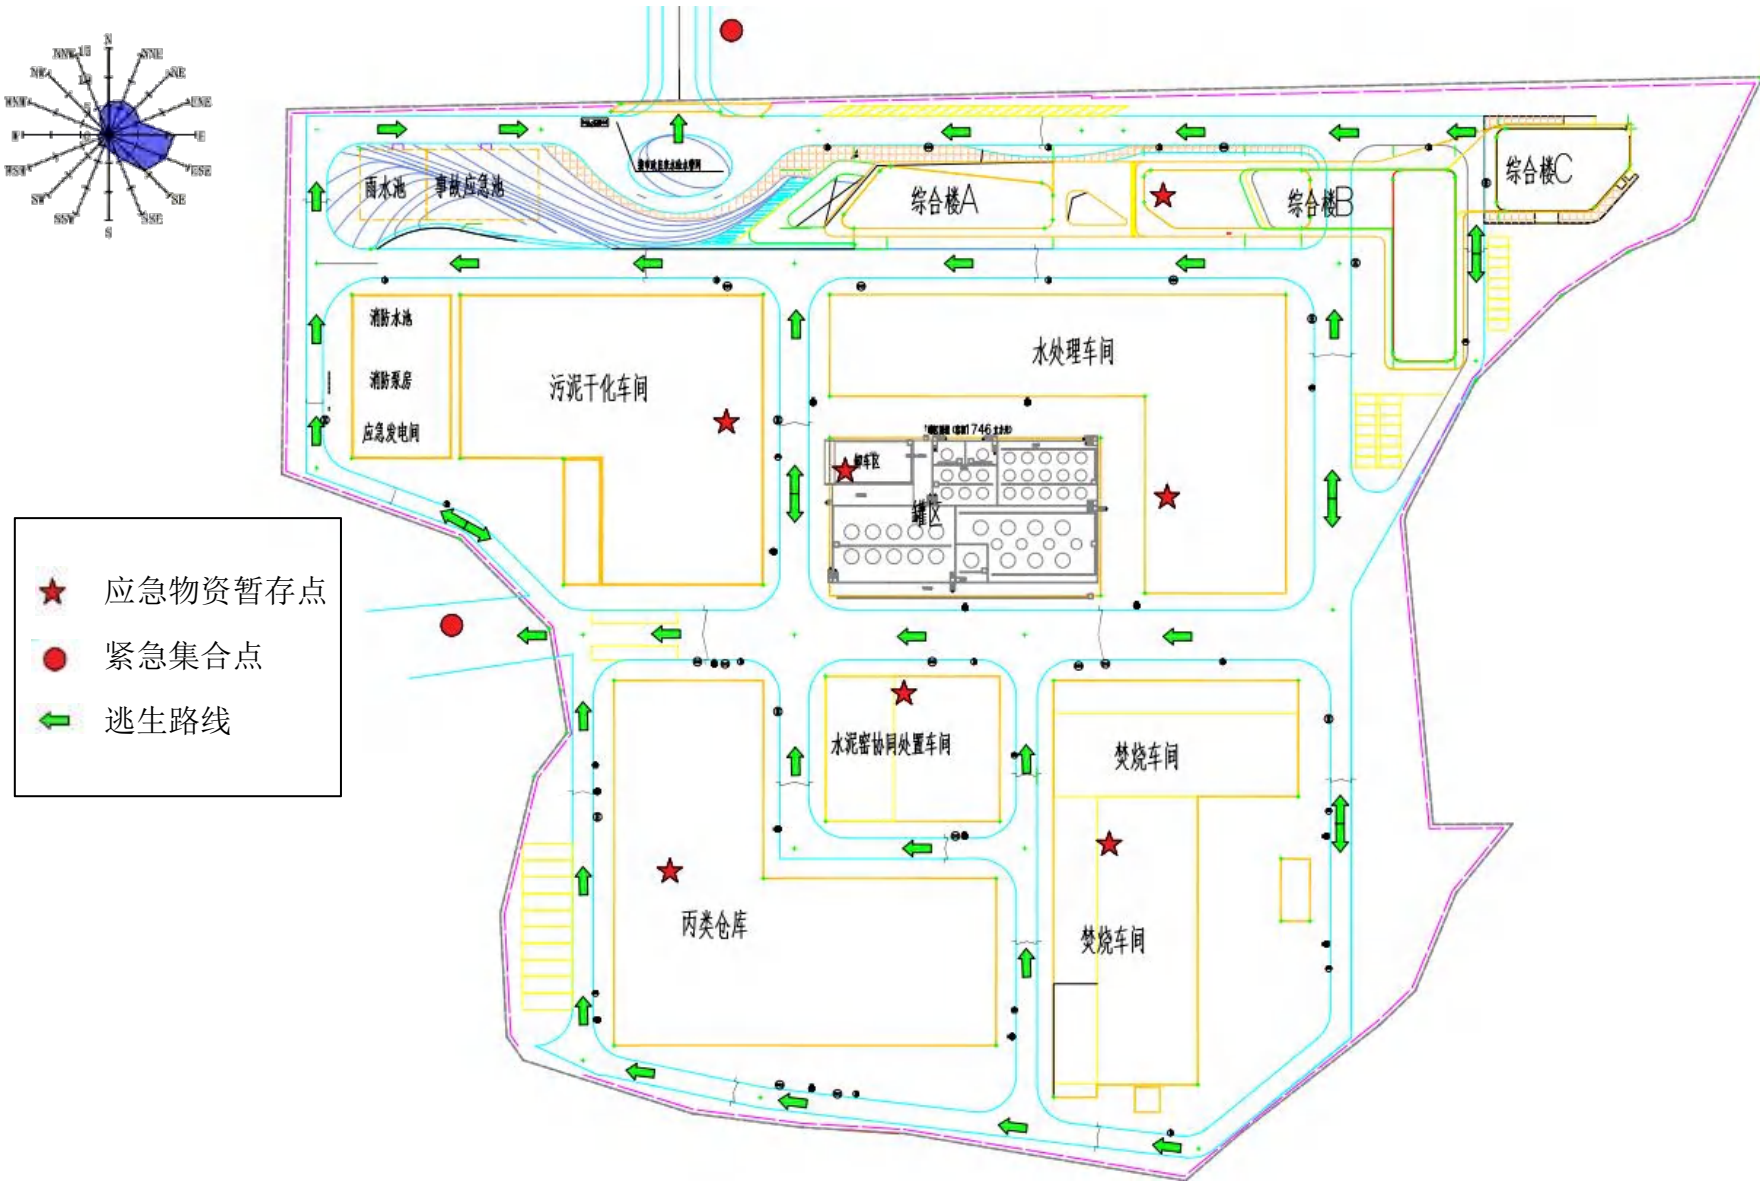 N
NNW
15
NNE
NW
10
NE
WNW
5
ENE
W
0
E
WSW
ESE
SW
SE
SSW
SSE
S
雨水池
事故应急池
综合楼A
综合楼B
综合楼C
消防水池
消防泵房
应急发电间
污泥干化车间
水处理车间
卸车区
罐区
应急物资暂存点
紧急集合点
逃生路线
水泥窑协同处置车间
焚烧车间
丙类仓库
焚烧车间